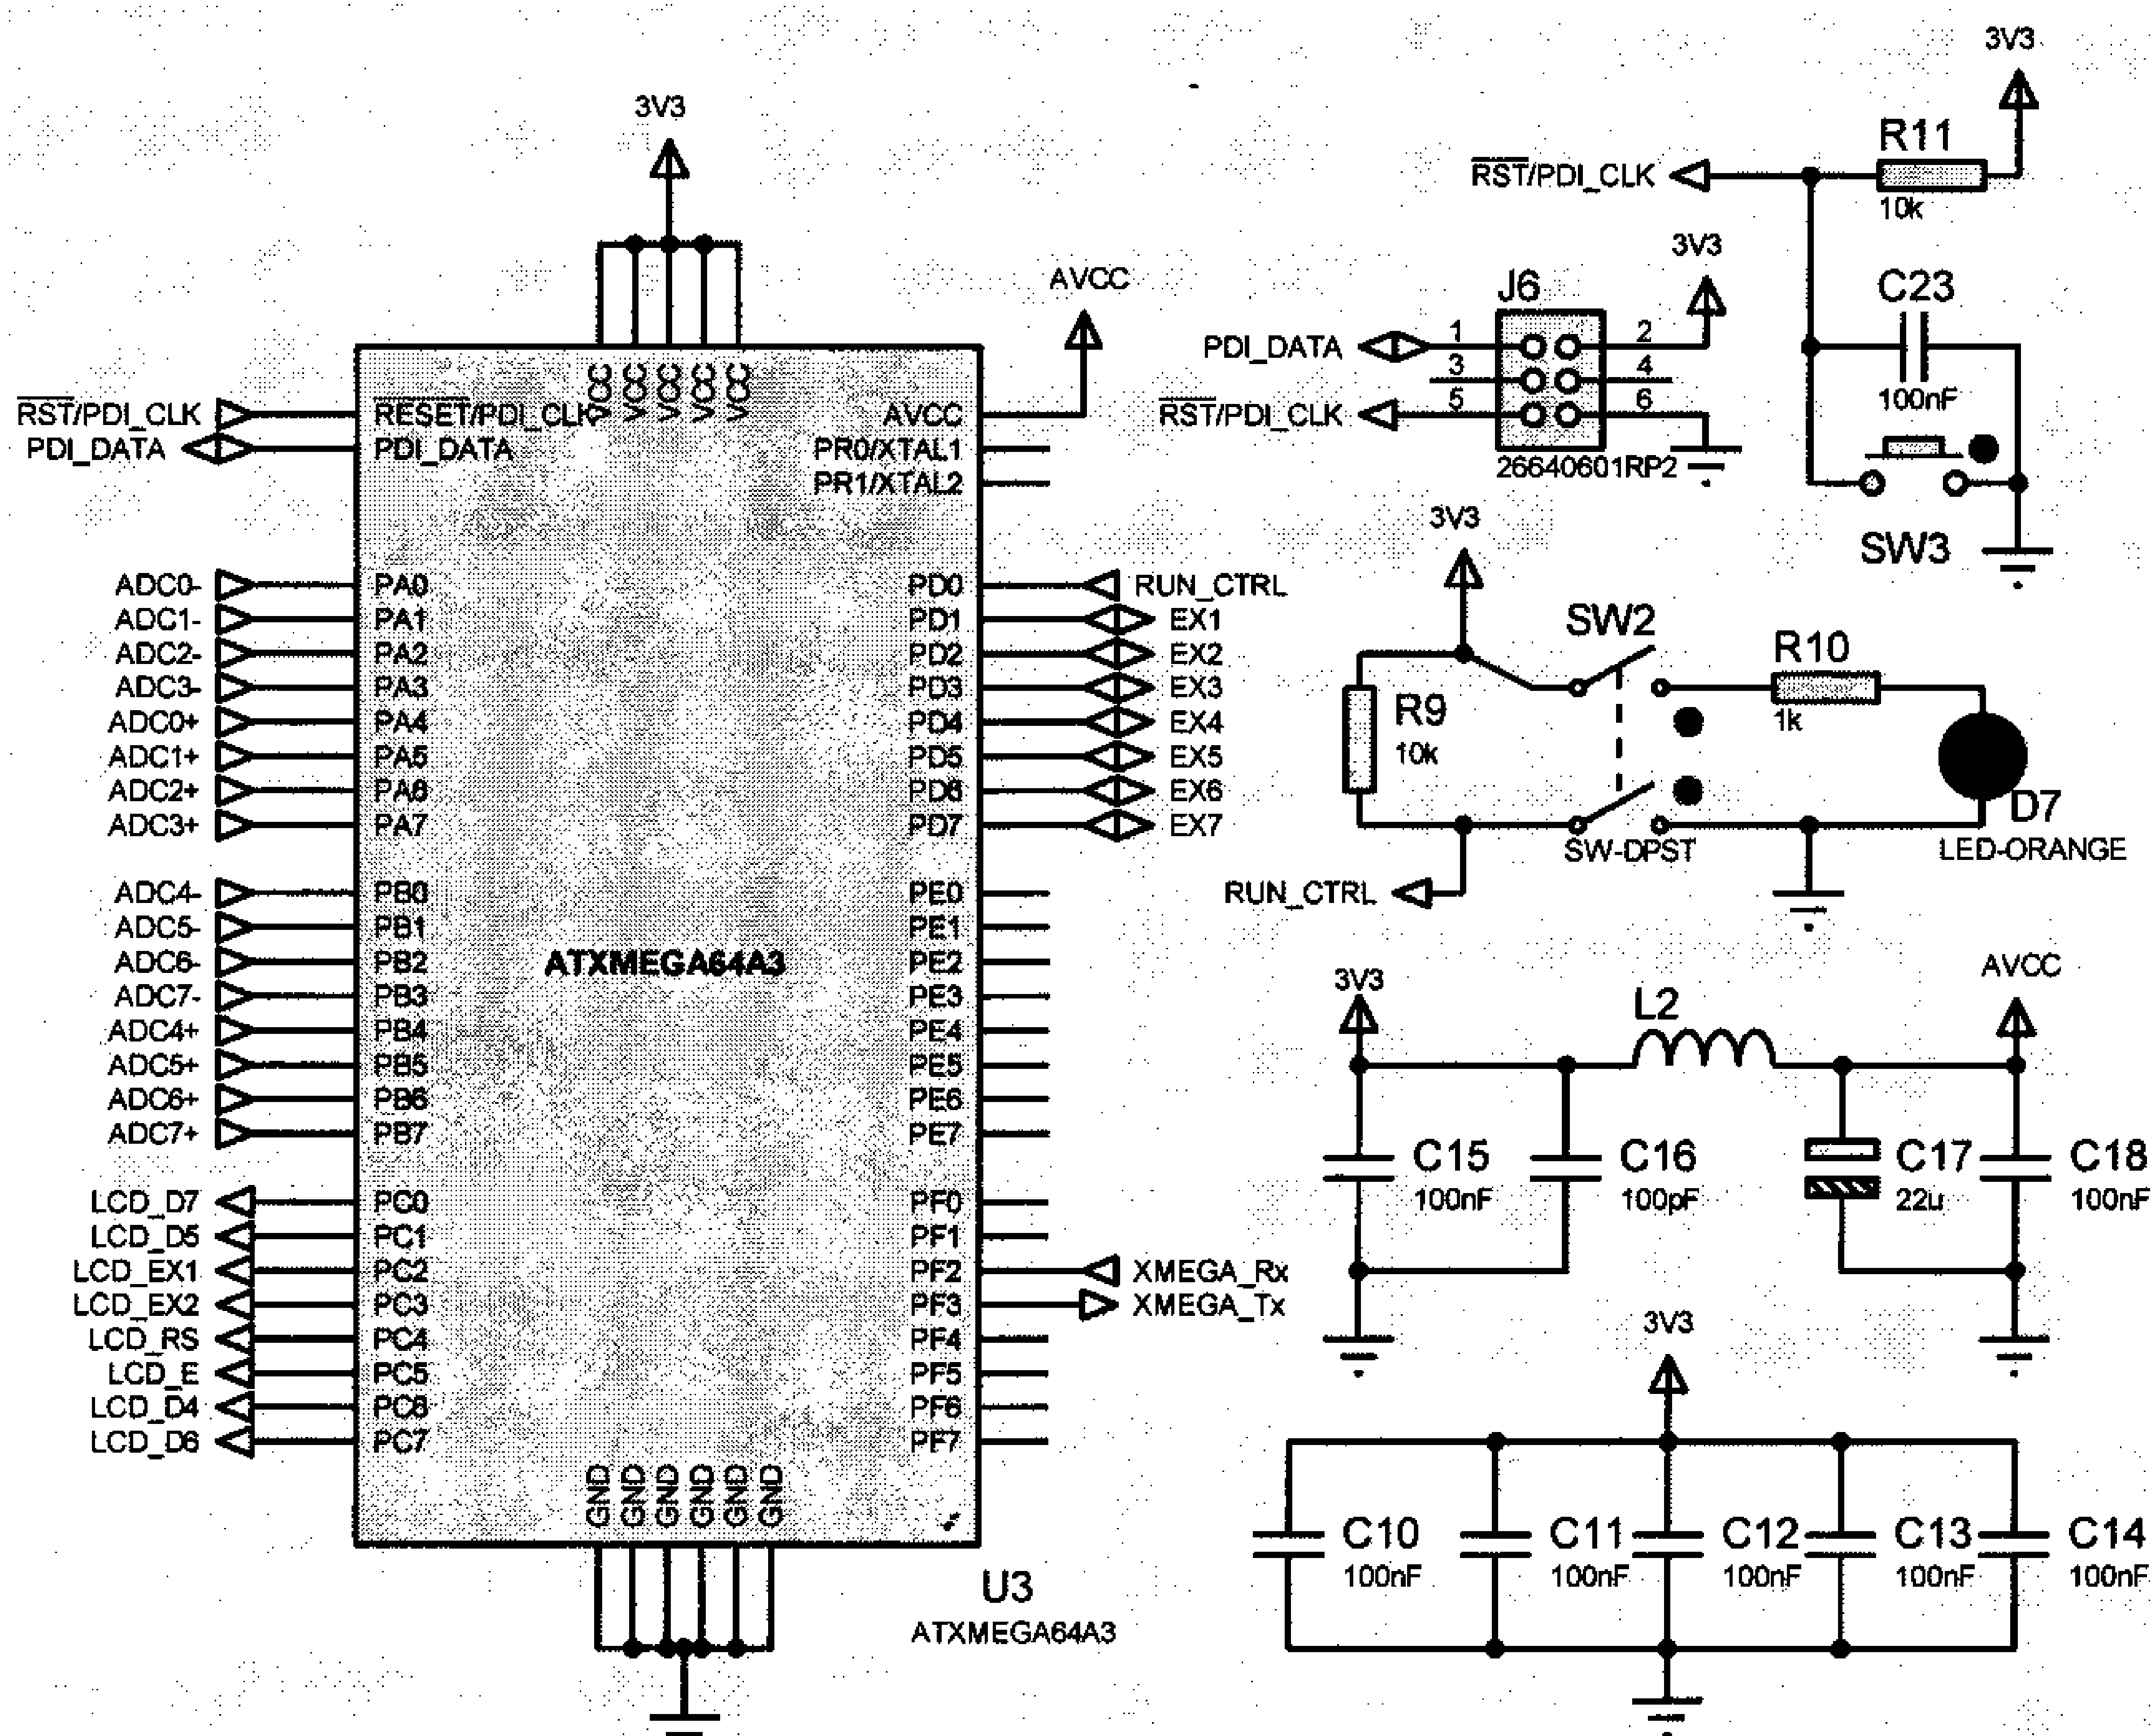 3V3
VCC VCC VCC VCC VCC
RST/PDI_CLK
PDI_DATA
RESET/PDI_CLK
PDI_DATA
AVCC
AVCC
PR0/XTAL1
PR1/XTAL2
ADC0- PA0
ADC1- PA1
ADC2- PA2
ADC3- PA3
ADC0+ PA4
ADC1+ PA5
ADC2+ PA6
ADC3+ PA7
PD0 RUN_CTRL
PD1 EX1
PD2 EX2
PD3 EX3
PD4 EX4
PD5 EX5
PD6 EX6
PD7 EX7
ADC4- PB0
ADC5- PB1
ADC6- PB2
ADC7- PB3
ADC4+ PB4
ADC5+ PB5
ADC6+ PB6
ADC7+ PB7
PE0
PE1
PE2
PE3
PE4
PE5
PE6
PE7
ATXMEGA64A3
LCD_D7 PC0
LCD_D5 PC1
LCD_EX1 PC2
LCD_EX2 PC3
LCD_RS PC4
LCD_E PC5
LCD_D4 PC6
LCD_D6 PC7
PF0
PF1
PF2 XMEGA_Rx
PF3 XMEGA_Tx
PF4
PF5
PF6
PF7
GND GND GND GND GND GND
U3
ATXMEGA64A3
3V3
R11
10k
RST/PDI_CLK
C23
100nF
SW3
3V3
J6
PDI_DATA 1 2
3 4
RST/PDI_CLK 5 6
26640601RP2
3V3
SW2
R10
1k
R9
10k
D7
LED-ORANGE
SW-DPST
RUN_CTRL
3V3
L2
AVCC
C15
100nF
C16
100pF
C17
22u
C18
100nF
3V3
C10
100nF
C11
100nF
C12
100nF
C13
100nF
C14
100nF